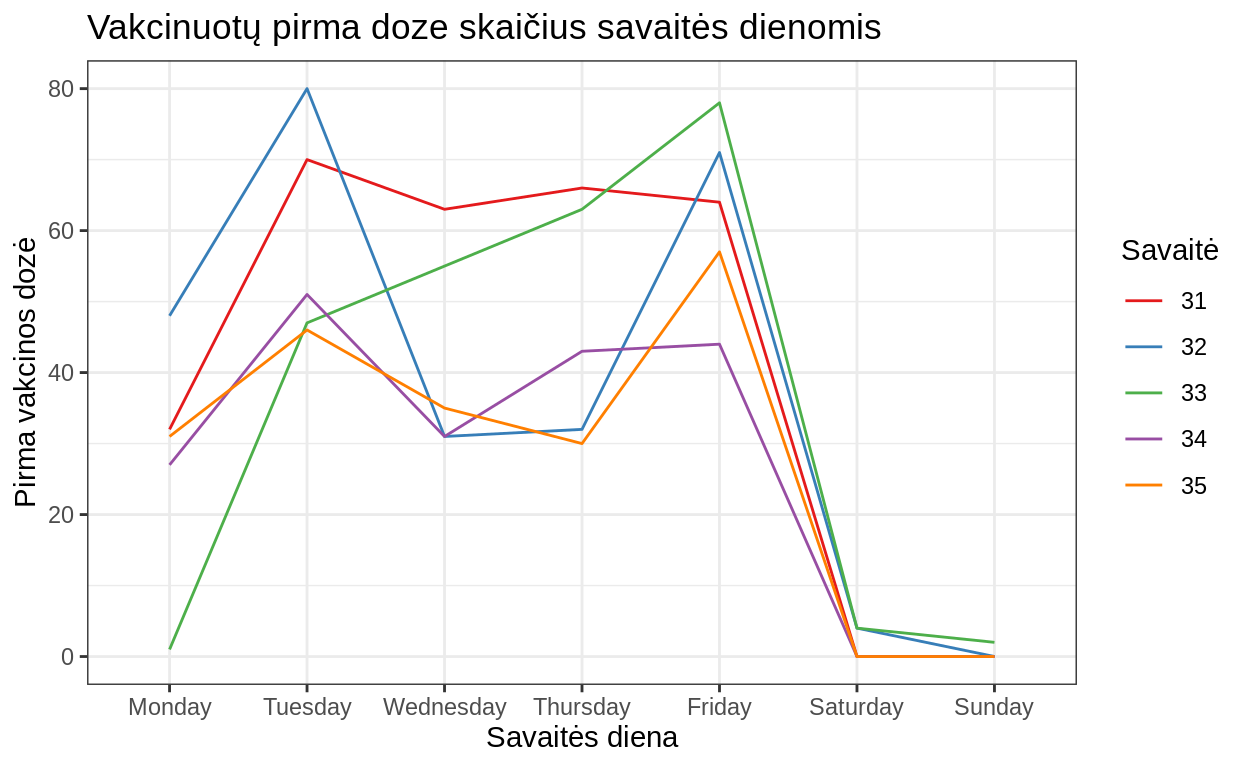 Vakcinuotų pirma doze skaičius savaitės dienomis
80
60
40
20
0
Pirma vakcinos dozė
Monday Tuesday Wednesday Thursday Friday Saturday Sunday
Savaitės diena
Savaitė
31
32
33
34
35